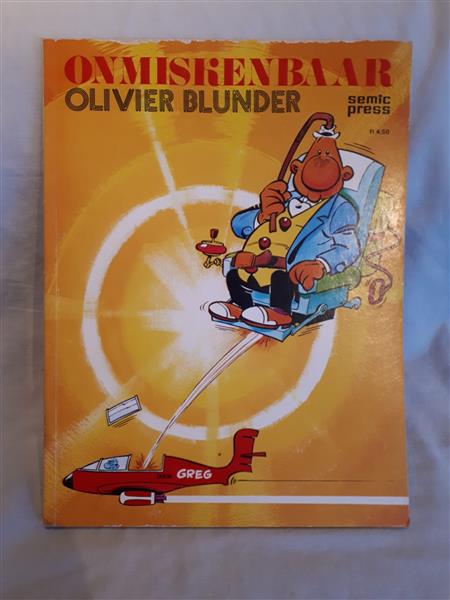 ONMISKENBAAR
OLIVIER BLUNDER
semic
press
fl 4,50
GREG